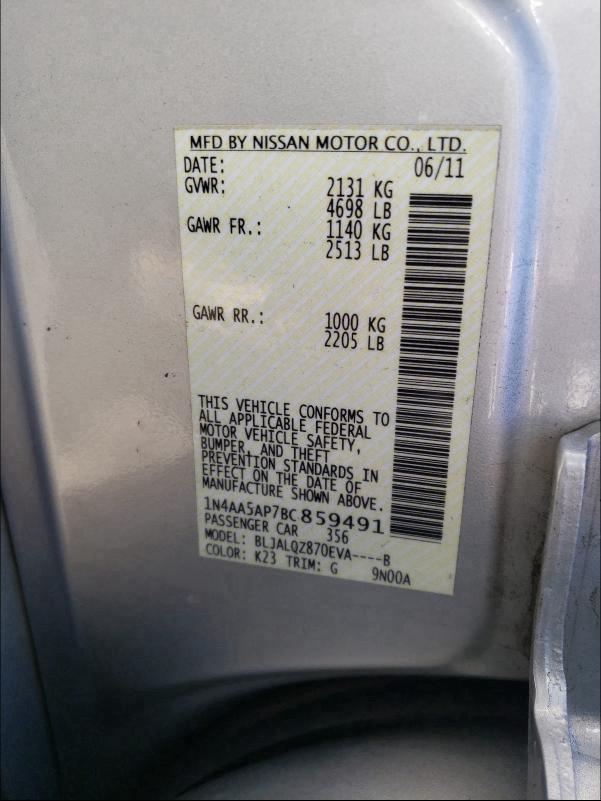 MFD BY NISSAN MOTOR CO., LTD.
DATE: 06/11
GVWR: 2131 KG
4698 LB
GAWR FR.: 1140 KG
2513 LB
GAWR RR.: 1000 KG
2205 LB
THIS VEHICLE CONFORMS TO
ALL APPLICABLE FEDERAL
MOTOR VEHICLE SAFETY,
BUMPER, AND THEFT
PREVENTION STANDARDS IN
EFFECT ON THE DATE OF
MANUFACTURE SHOWN ABOVE.
1N4AA5AP7BC859491
PASSENGER CAR 356
MODEL: BLJALQZ870EVA----B
COLOR: K23 TRIM: G 9N00A